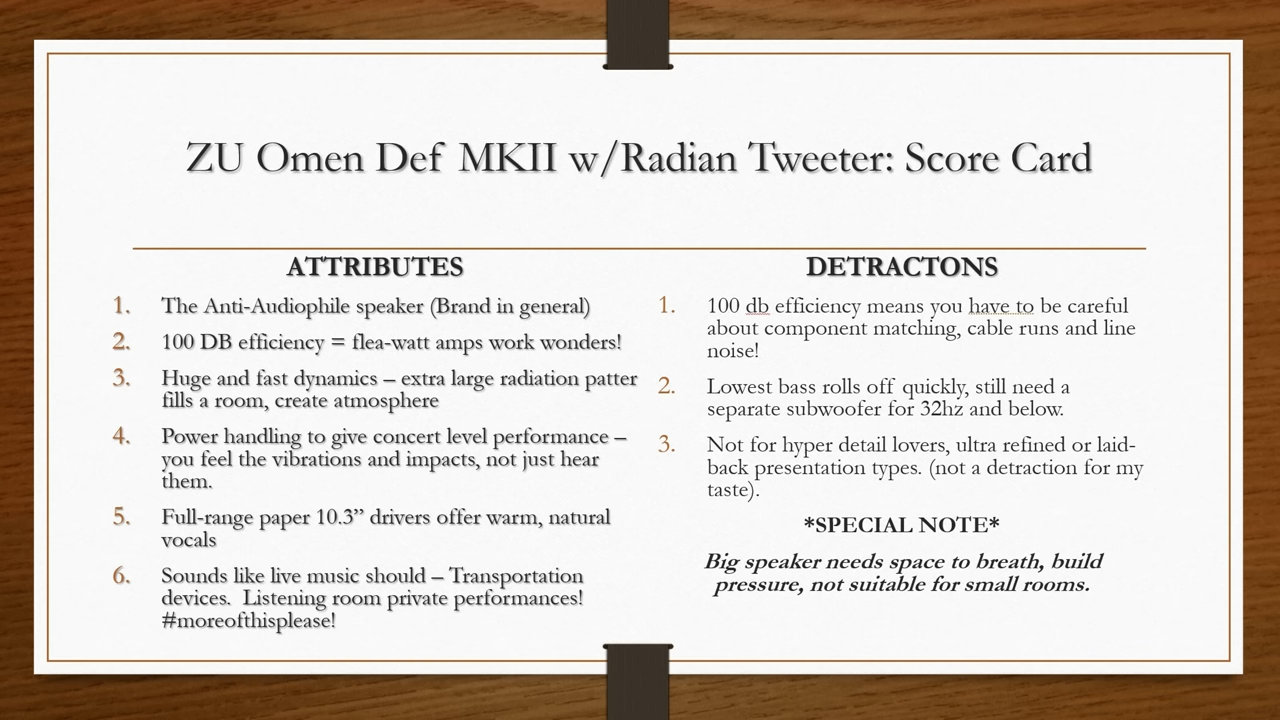 ZU Omen Def MKII w/Radian Tweeter: Score Card
ATTRIBUTES
1. The Anti-Audiophile speaker (Brand in general)
2. 100 DB efficiency = flea-watt amps work wonders!
3. Huge and fast dynamics – extra large radiation patter
fills a room, create atmosphere
4. Power handling to give concert level performance –
you feel the vibrations and impacts, not just hear
them.
5. Full-range paper 10.3” drivers offer warm, natural
vocals
6. Sounds like live music should – Transportation
devices.  Listening room private performances!
#moreofthisplease!
DETRACTONS
1. 100 db efficiency means you have to be careful
about component matching, cable runs and line
noise!
2. Lowest bass rolls off quickly, still need a
separate subwoofer for 32hz and below.
3. Not for hyper detail lovers, ultra refined or laid-
back presentation types. (not a detraction for my
taste).
*SPECIAL NOTE*
Big speaker needs space to breath, build
pressure, not suitable for small rooms.